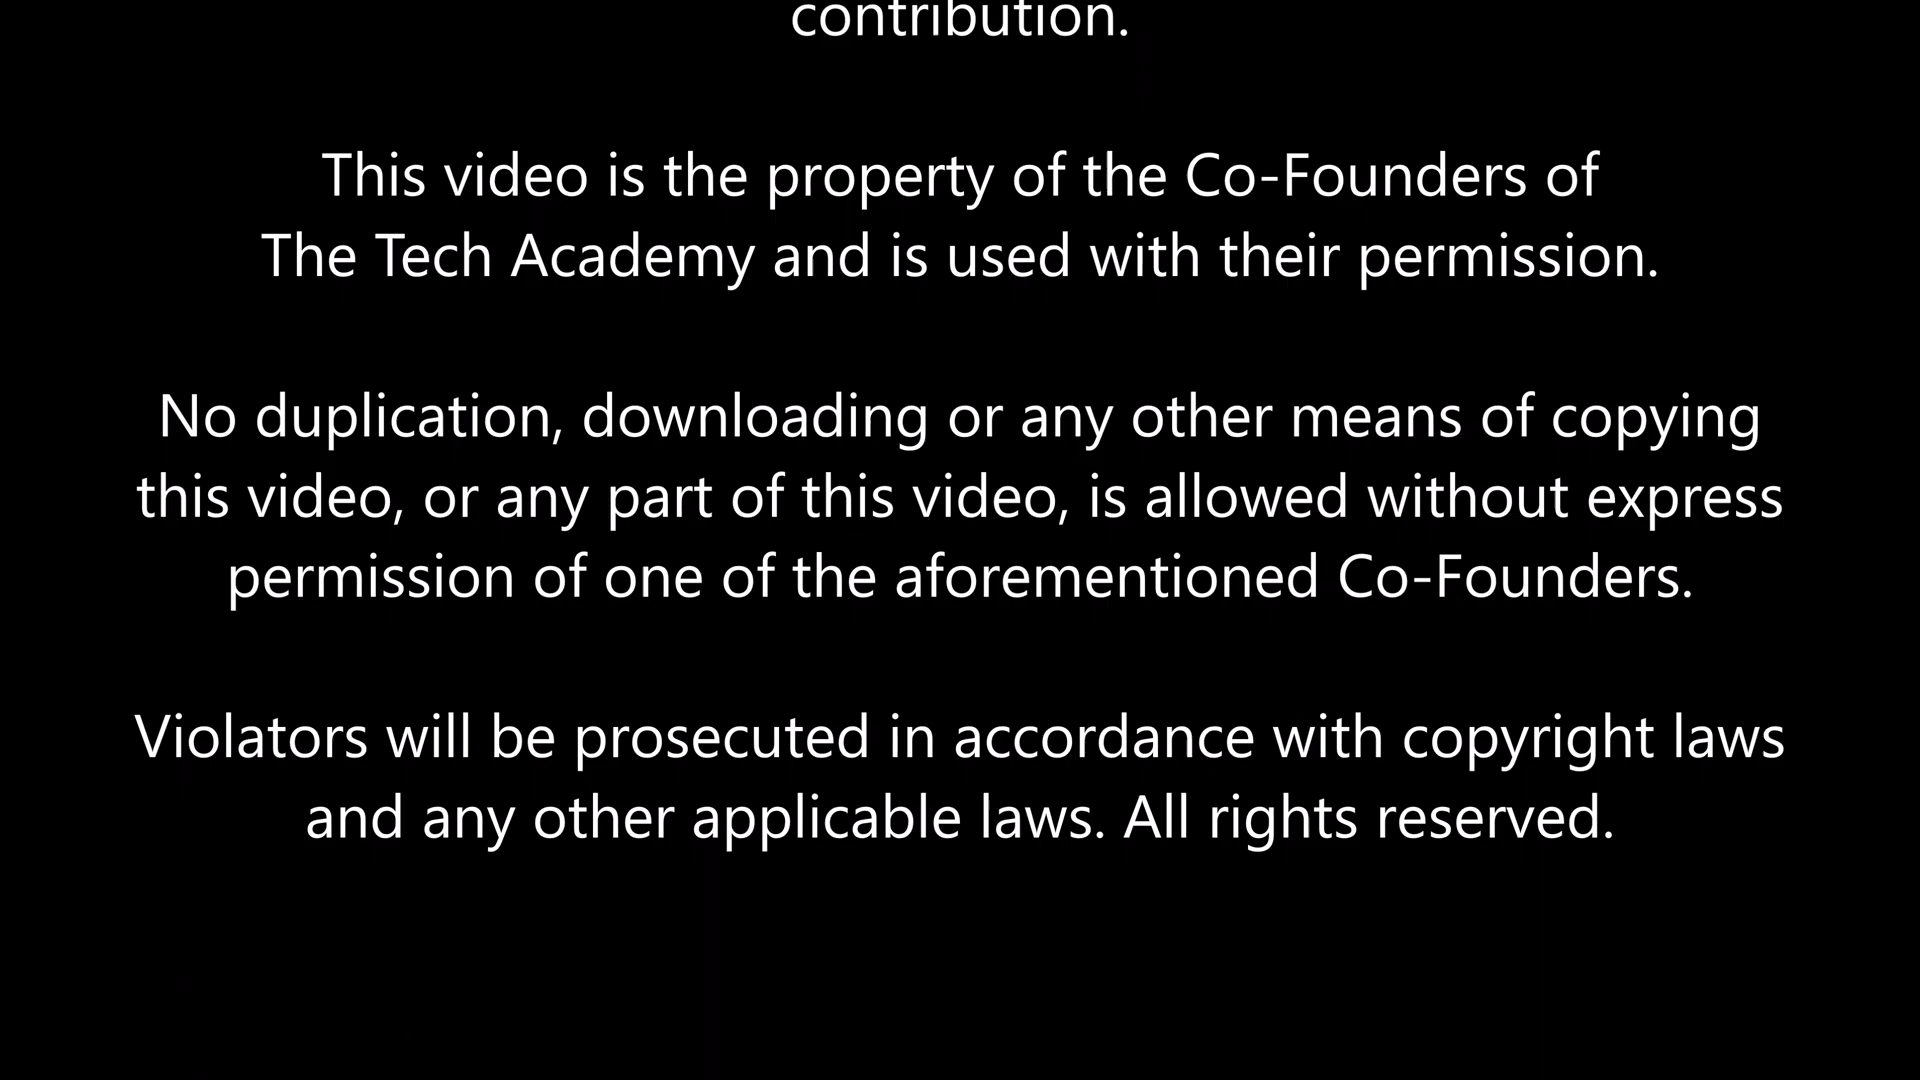 contribution.
This video is the property of the Co-Founders of
The Tech Academy and is used with their permission.
No duplication, downloading or any other means of copying
this video, or any part of this video, is allowed without express
permission of one of the aforementioned Co-Founders.
Violators will be prosecuted in accordance with copyright laws
and any other applicable laws. All rights reserved.